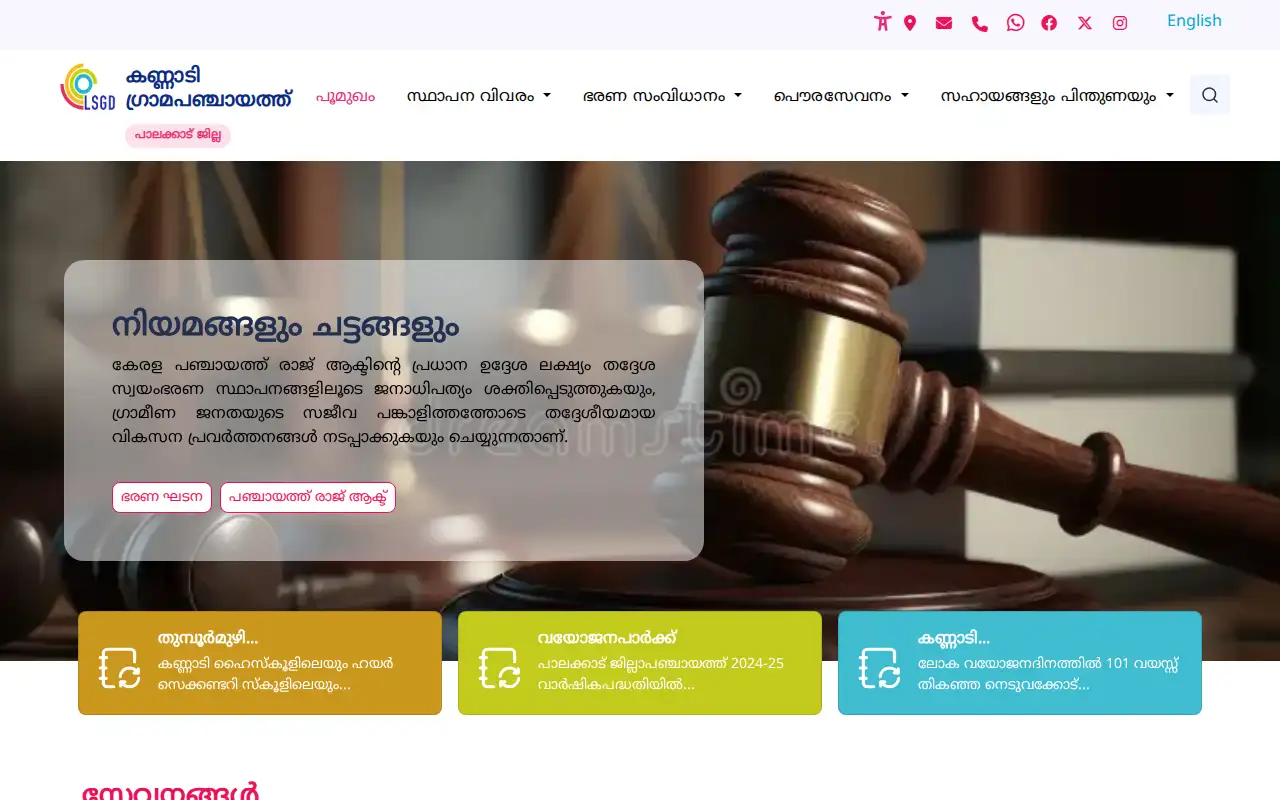 English
LSGD
കണ്ണാടി
ഗ്രാമപഞ്ചായത്ത്
പാലക്കാട് ജില്ല
പൂമുഖം
സ്ഥാപന വിവരം
ഭരണ സംവിധാനം
പൌരസേവനം
സഹായങ്ങളും പിന്തുണയും
നിയമങ്ങളും ചട്ടങ്ങളും
കേരള പഞ്ചായത്ത് രാജ് ആക്ടിന്റെ പ്രധാന ഉദ്ദേശ ലക്ഷ്യം തദ്ദേശ
സ്വയംഭരണ സ്ഥാപനങ്ങളിലൂടെ ജനാധിപത്യം ശക്തിപ്പെടുത്തുകയും,
ഗ്രാമീണ ജനതയുടെ സജീവ പങ്കാളിത്തത്തോടെ തദ്ദേശീയമായ
വികസന പ്രവർത്തനങ്ങൾ നടപ്പാക്കുകയും ചെയ്യുന്നതാണ്.
dreamstime
ഭരണ ഘടന
പഞ്ചായത്ത് രാജ് ആക്ട്
തുമ്പൂർമുഴി...
കണ്ണാടി ഹൈസ്കൂളിലെയും ഹയർ
സെക്കണ്ടറി സ്കൂളിലെയും...
വയോജനപാർക്ക്
പാലക്കാട് ജില്ലാപഞ്ചായത്ത് 2024-25
വാർഷികപദ്ധതിയിൽ...
കണ്ണാടി...
ലോക വയോജനദിനത്തിൽ 101 വയസ്സ്
തികഞ്ഞ നെടുവക്കോട്...
സേവനങ്ങൾ